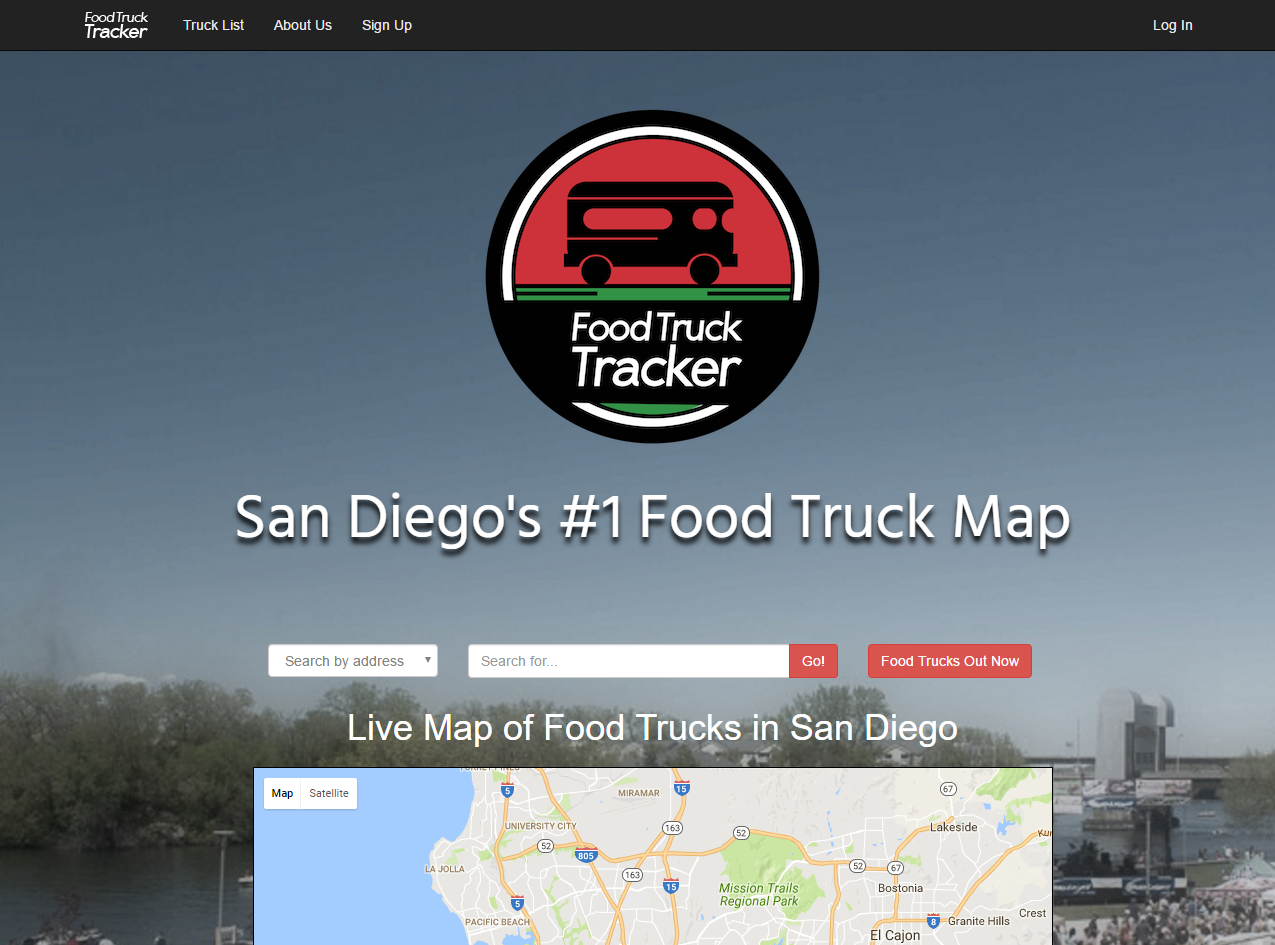 Food Truck
Tracker
Truck List
About Us
Sign Up
Log In
Food Truck
Tracker
San Diego's #1 Food Truck Map
Search by address
Search for...
Go!
Food Trucks Out Now
Live Map of Food Trucks in San Diego
TORREY PINES
Map
Satellite
5
MIRAMAR
15
67
UNIVERSITY CITY
163
52
Lakeside
52
805
LA JOLLA
163
15
52
67
Mission Trails
Regional Park
Bostonia
5
PACIFIC BEACH
8
Granite Hills
Crest
El Cajon